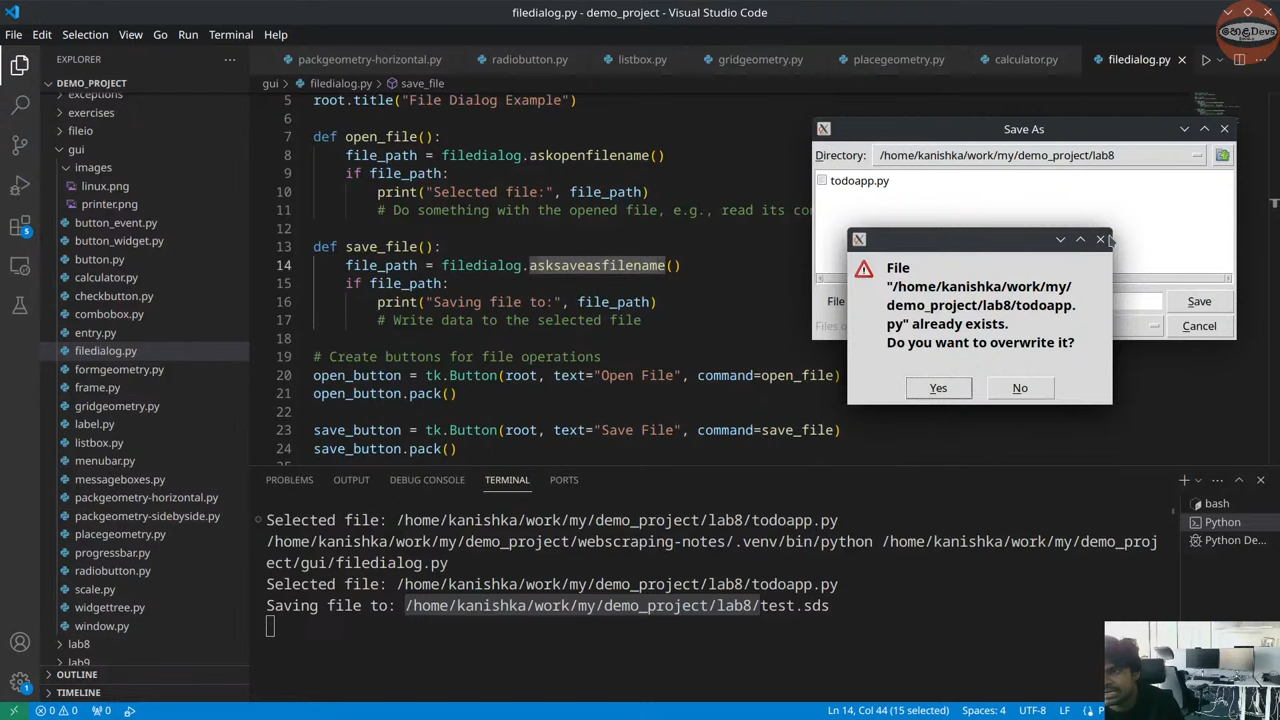 filedialog.py - demo_project - Visual Studio Code
හෙළDevs
File Edit Selection View Go Run Terminal Help
EXPLORER
packgeometry-horizontal.py radiobutton.py listbox.py gridgeometry.py placegeometry.py calculator.py filedialog.py
DEMO_PROJECT
exceptions
exercises
fileio
gui
images
linux.png
printer.png
button_event.py
button_widget.py
button.py
calculator.py
checkbutton.py
combobox.py
entry.py
filedialog.py
formgeometry.py
frame.py
gridgeometry.py
label.py
listbox.py
menubar.py
messageboxes.py
packgeometry-horizontal.py
packgeometry-sidebyside.py
placegeometry.py
progressbar.py
radiobutton.py
scale.py
widgettree.py
window.py
lab8
lab9
OUTLINE
TIMELINE
gui > filedialog.py > save_file
5 root.title("File Dialog Example")
6
7 def open_file():
8 file_path = filedialog.askopenfilename()
9 if file_path:
10 print("Selected file:", file_path)
11 # Do something with the opened file, e.g., read its co
12
13 def save_file():
14 file_path = filedialog.asksaveasfilename()
15 if file_path:
16 print("Saving file to:", file_path)
17 # Write data to the selected file
18
19 # Create buttons for file operations
20 open_button = tk.Button(root, text="Open File", command=open_file)
21 open_button.pack()
22
23 save_button = tk.Button(root, text="Save File", command=save_file)
24 save_button.pack()
Save As
Directory: /home/kanishka/work/my/demo_project/lab8
todoapp.py
File
Save
Files o
Cancel
File
"/home/kanishka/work/my/
demo_project/lab8/todoapp.
py" already exists.
Do you want to overwrite it?
Yes No
PROBLEMS OUTPUT DEBUG CONSOLE TERMINAL PORTS
Selected file: /home/kanishka/work/my/demo_project/lab8/todoapp.py
/home/kanishka/work/my/demo_project/webscraping-notes/.venv/bin/python /home/kanishka/work/my/demo_proj
ect/gui/filedialog.py
Selected file: /home/kanishka/work/my/demo_project/lab8/todoapp.py
Saving file to: /home/kanishka/work/my/demo_project/lab8/test.sds
bash
Python
Python De...
1
0 0 0 Ln 14, Col 44 (15 selected) Spaces: 4 UTF-8 LF P